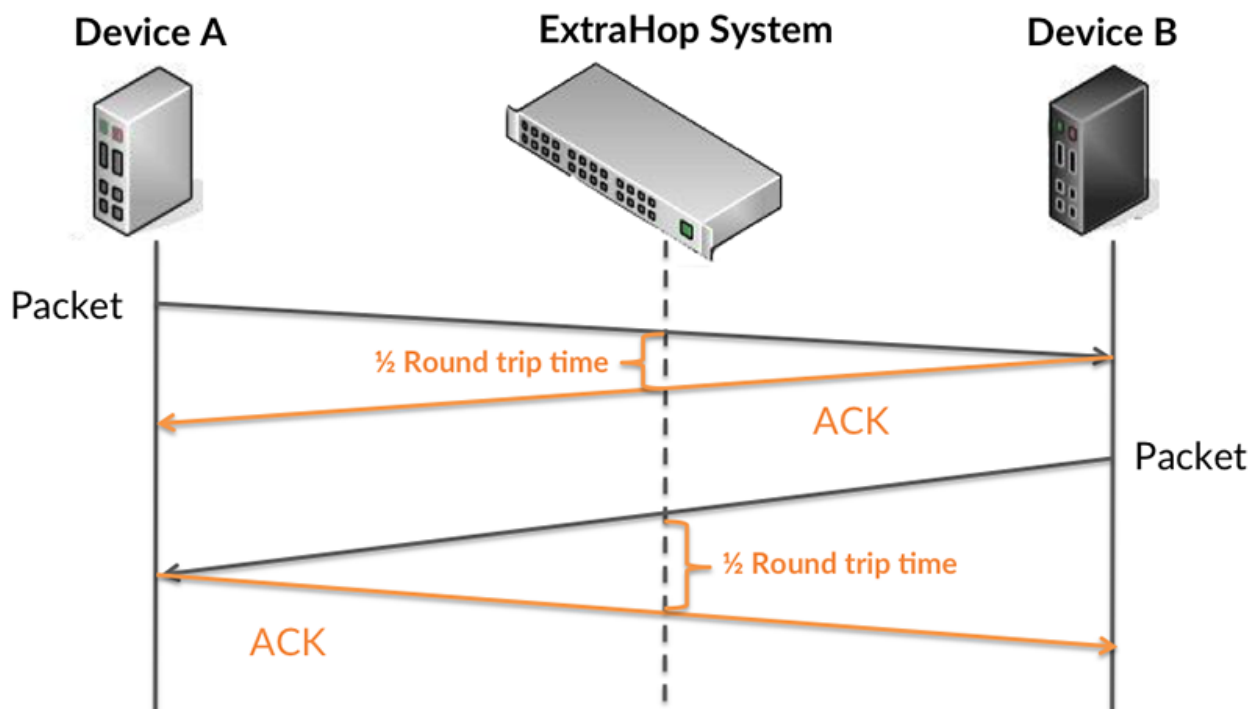 Device A
ExtraHop System
Device B
Packet
½ Round trip time
ACK
Packet
½ Round trip time
ACK